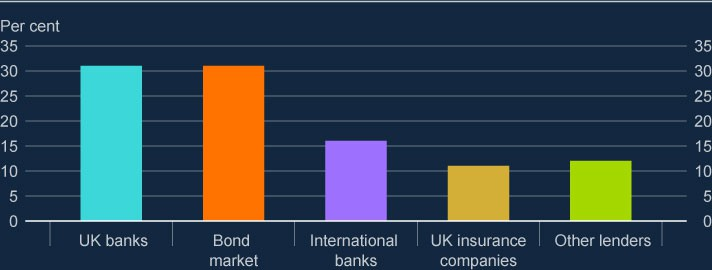 Per cent
35 35
30 30
25 25
20 20
15 15
10 10
5 5
0 0
UK banks Bond International UK insurance Other lenders
market banks companies